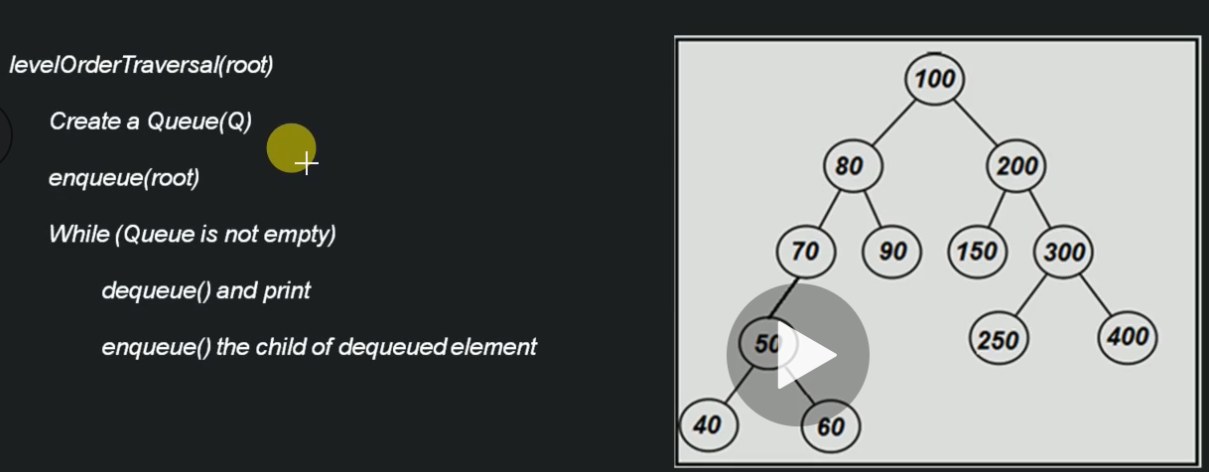 levelOrderTraversal(root)
Create a Queue(Q)
enqueue(root)
While (Queue is not empty)
dequeue() and print
enqueue() the child of dequeued element
100
80 200
70 90 150 300
50 250 400
40 60